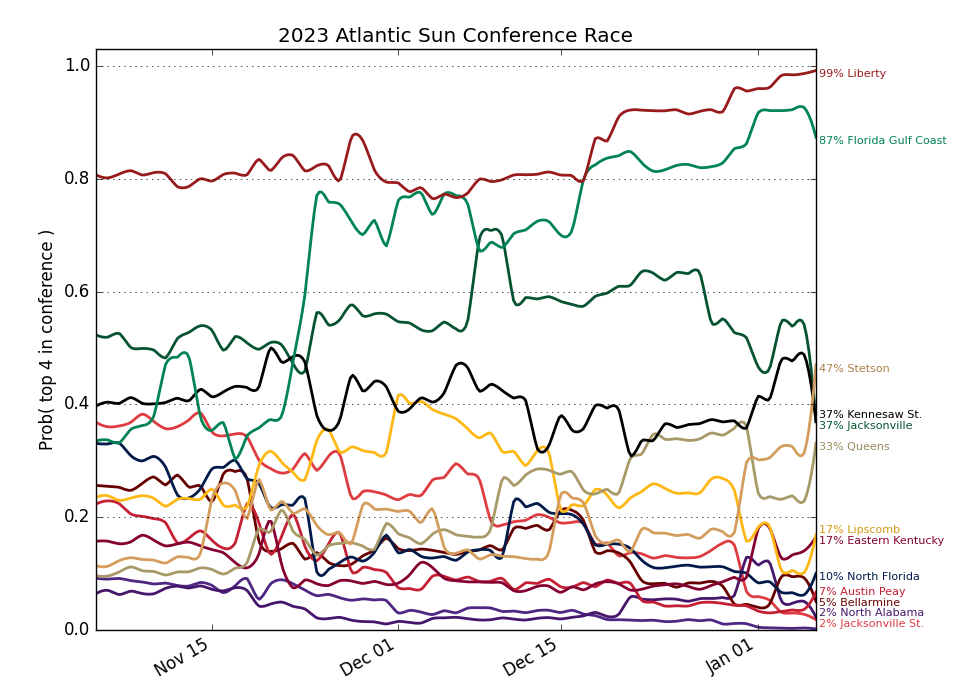 2023 Atlantic Sun Conference Race
Prob( top 4 in conference )
1.0
0.8
0.6
0.4
0.2
0.0
Nov 15
Dec 01
Dec 15
Jan 01
99% Liberty
87% Florida Gulf Coast
47% Stetson
37% Kennesaw St.
37% Jacksonville
33% Queens
17% Lipscomb
17% Eastern Kentucky
10% North Florida
7% Austin Peay
5% Bellarmine
2% North Alabama
2% Jacksonville St.